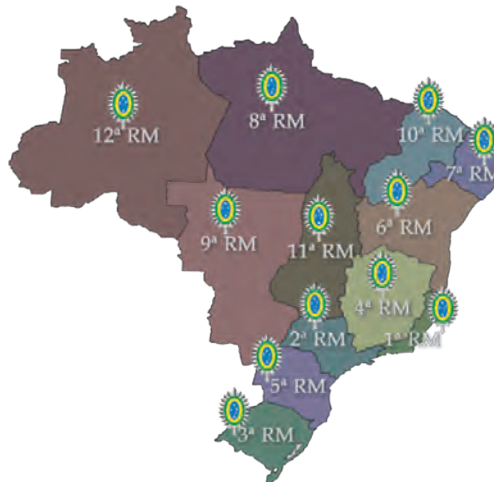 12ª RM
8ª RM
10ª RM
7ª RM
6ª RM
9ª RM
11ª RM
4ª RM
2ª RM
1ª RM
5ª RM
3ª RM